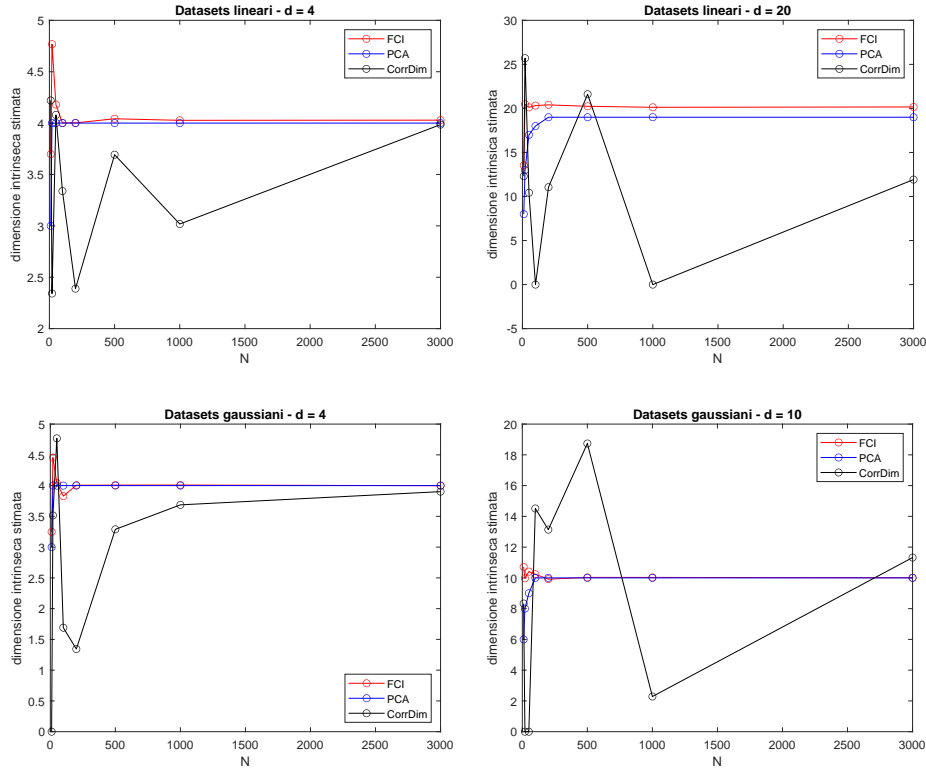 Datasets lineari - d = 4
5
4.5
4
3.5
3
2.5
2
dimensione intrinseca stimata
0
500
1000
1500
2000
2500
3000
N
FCI
PCA
CorrDim
Datasets lineari - d = 20
30
25
20
15
10
5
0
-5
dimensione intrinsica stimata
0
500
1000
1500
2000
2500
3000
N
FCI
PCA
CorrDim
Datasets gaussiani - d = 4
5
4.5
4
3.5
3
2.5
2
1.5
1
0.5
0
dimensione intrinseca stimata
0
500
1000
1500
2000
2500
3000
N
FCI
PCA
CorrDim
Datasets gaussiani - d = 10
20
18
16
14
12
10
8
6
4
2
0
dimensione intrinseca stimata
0
500
1000
1500
2000
2500
3000
N
FCI
PCA
CorrDim